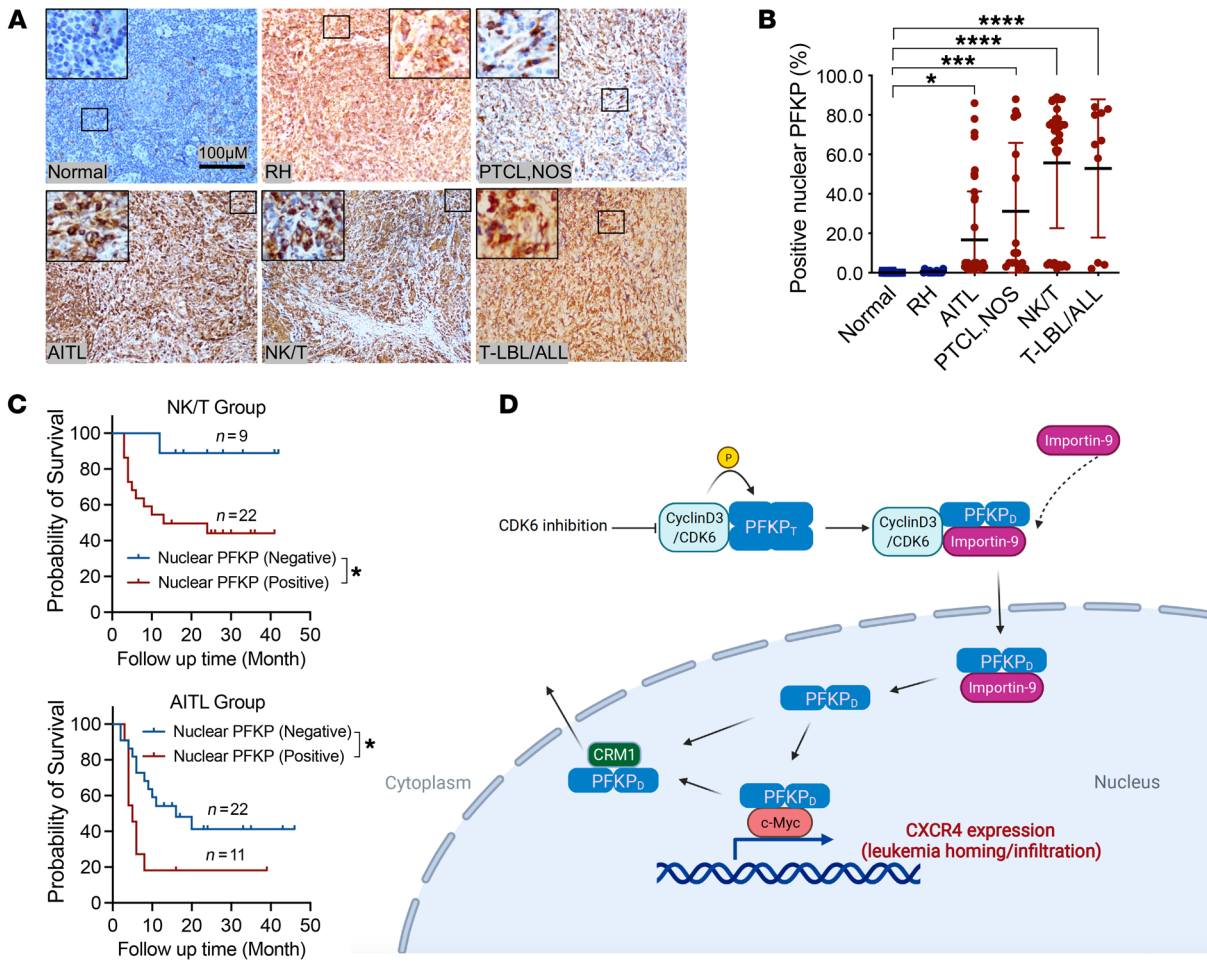 A
Normal
100µM
RH
PTCL,NOS
AITL
NK/T
T-LBL/ALL
B
****
****
***
*
Positive nuclear PFKP (%)
100.0
80.0
60.0
40.0
20.0
0.0
Normal
RH
AITL
PTCL,NOS
NK/T
T-LBL/ALL
C
NK/T Group
Probability of Survival
100
80
60
40
20
0
n=9
n=22
Nuclear PFKP (Negative)
Nuclear PFKP (Positive)
*
0 10 20 30 40 50
Follow up time (Month)
AITL Group
Probability of Survival
100
80
60
40
20
0
Nuclear PFKP (Negative)
Nuclear PFKP (Positive)
*
n=22
n=11
0 10 20 30 40 50
Follow up time (Month)
D
Importin-9
P
CDK6 inhibition
CyclinD3
/CDK6
PFKPT
CyclinD3
/CDK6
PFKPD
Importin-9
PFKPD
Importin-9
PFKPD
CRM1
PFKPD
Cytoplasm
Nucleus
PFKPD
c-Myc
CXCR4 expression
(leukemia homing/infiltration)